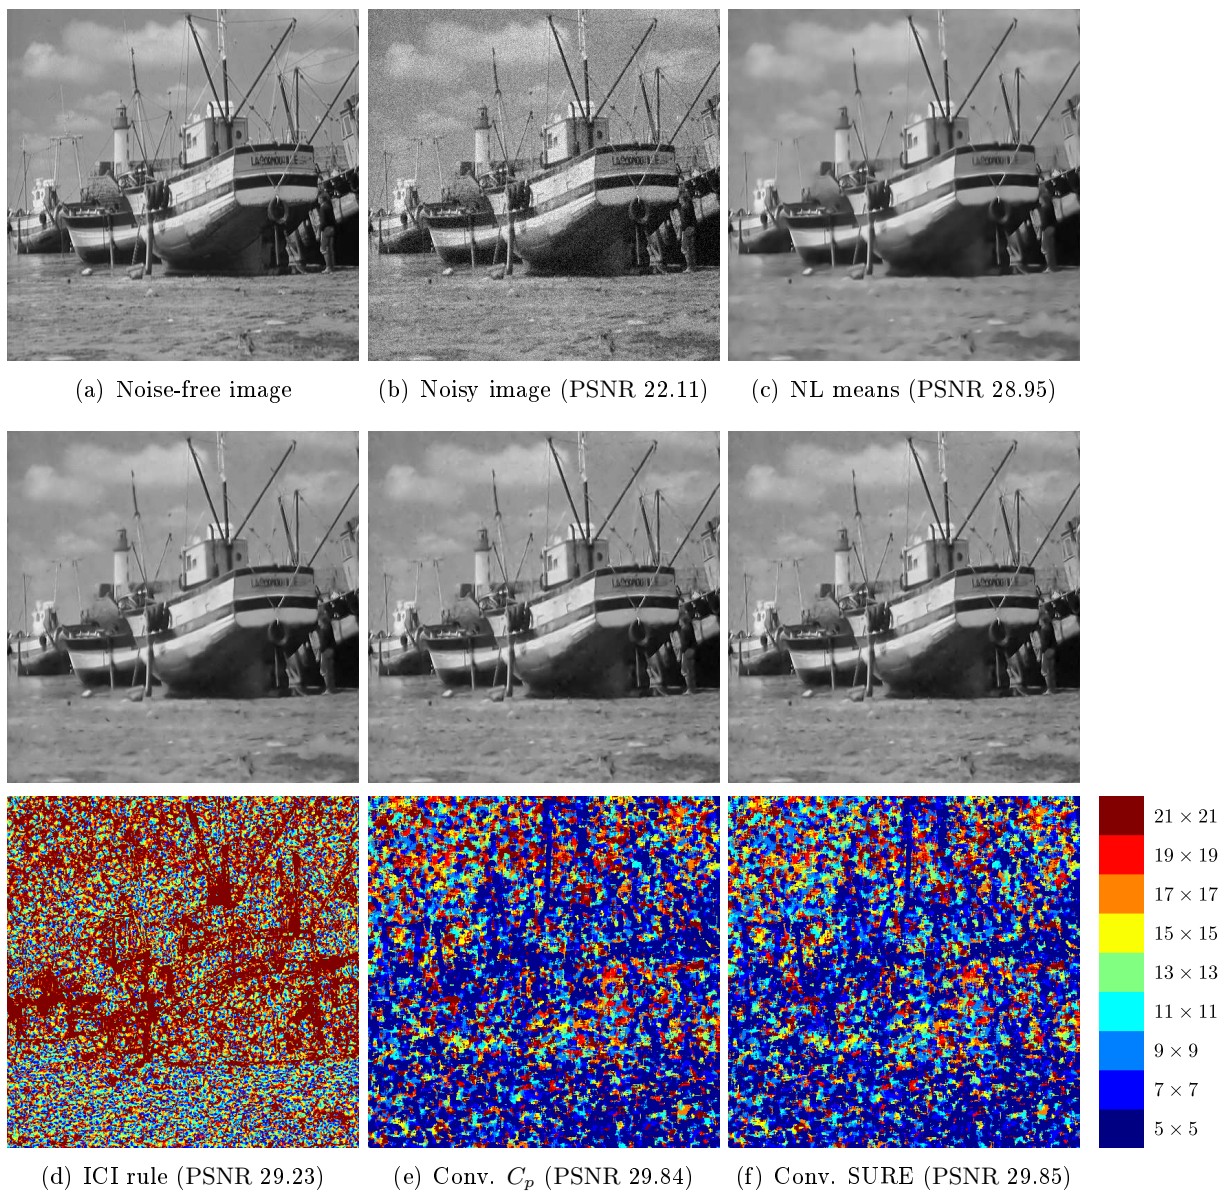 (a) Noise-free image
(b) Noisy image (PSNR 22.11)
(c) NL means (PSNR 28.95)
21 × 21
19 × 19
17 × 17
15 × 15
13 × 13
11 × 11
9 × 9
7 × 7
5 × 5
(d) ICI rule (PSNR 29.23)
(e) Conv. Cₚ (PSNR 29.84)
(f) Conv. SURE (PSNR 29.85)